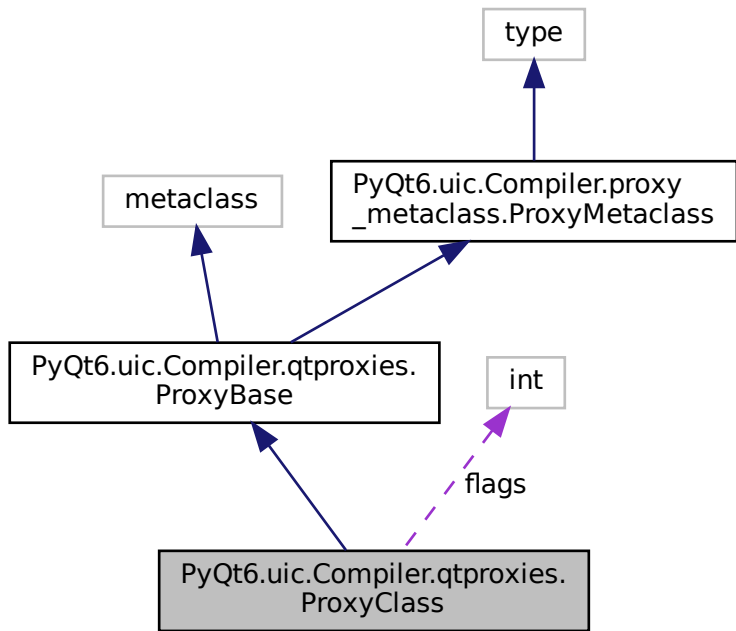 type
PyQt6.uic.Compiler.proxy
_metaclass.ProxyMetaclass
metaclass
PyQt6.uic.Compiler.qtproxies.
ProxyBase
int
flags
PyQt6.uic.Compiler.qtproxies.
ProxyClass